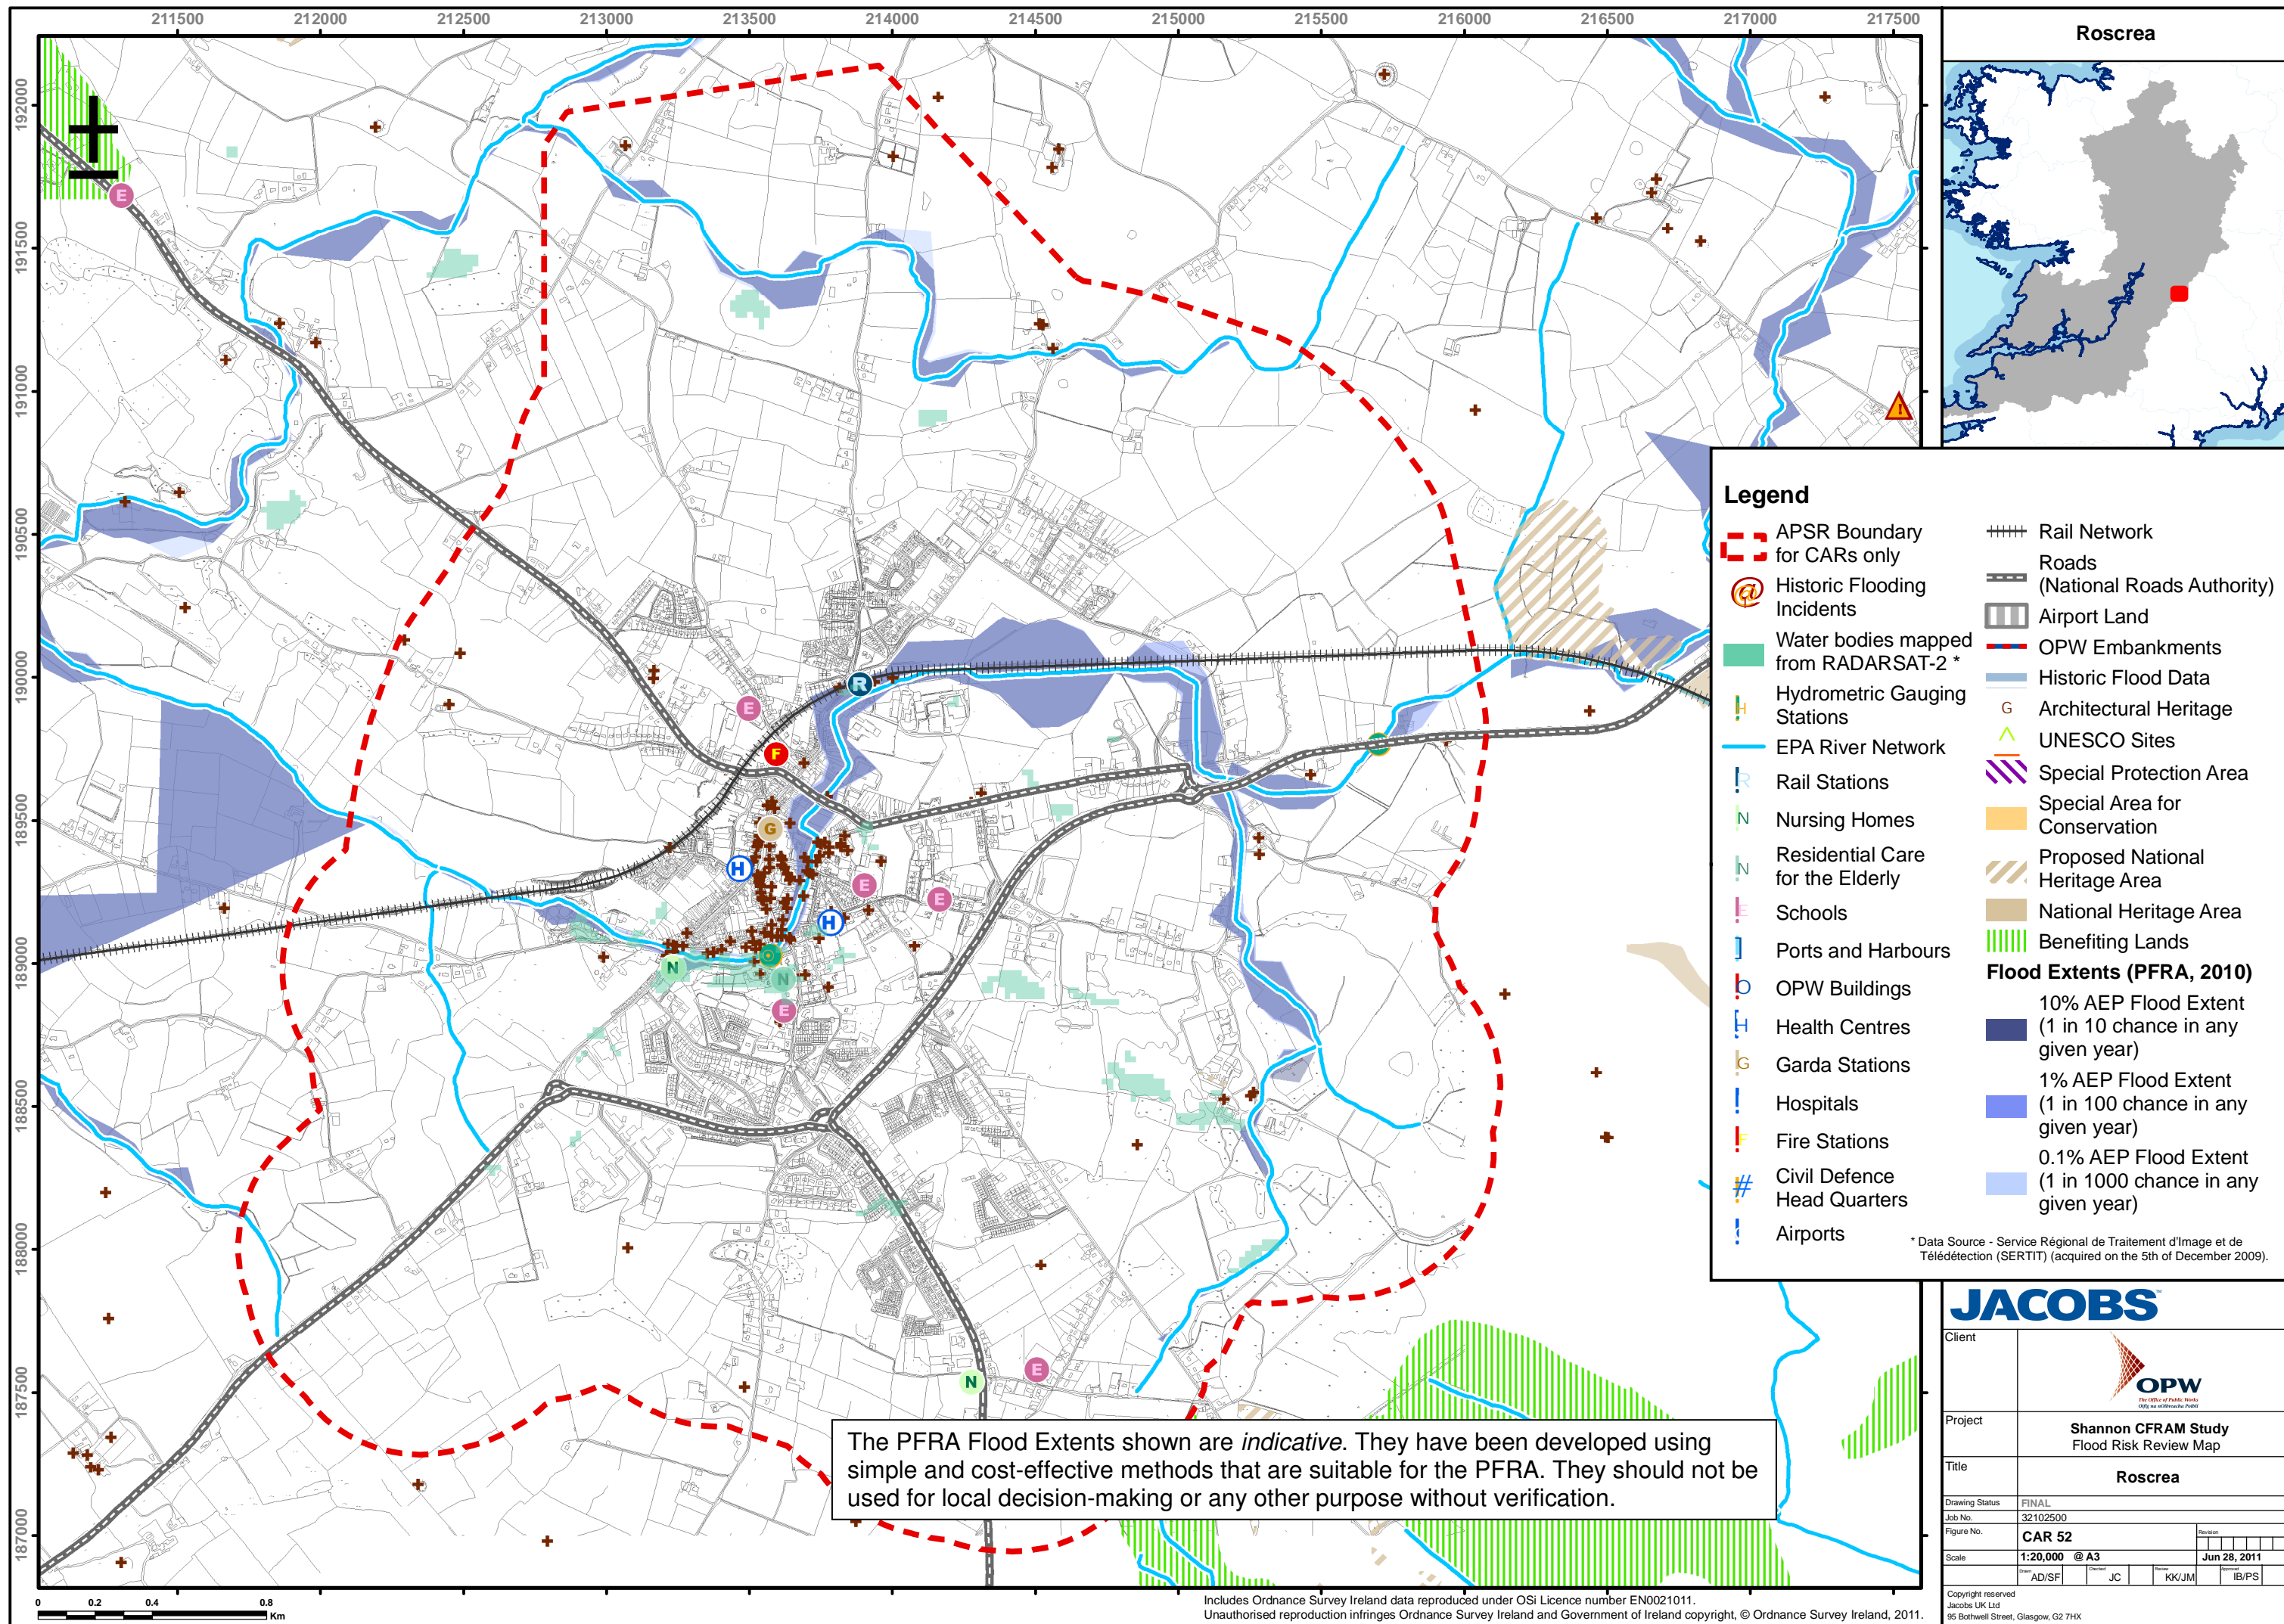 211500 212000 212500 213000 213500 214000 214500 215000 215500 216000 216500 217000 217500
192000
191500
191000
190500
190000
189500
189000
188500
188000
187500
187000
E
R
E
F
G
H
E
E
H
N
N
E
N
E
!
Roscrea
Legend
APSR Boundary
for CARs only
@
Historic Flooding
Incidents
Water bodies mapped
from RADARSAT-2 *
H
Hydrometric Gauging
Stations
EPA River Network
R
Rail Stations
N
Nursing Homes
N
Residential Care
for the Elderly
E
Schools
Ports and Harbours
O
OPW Buildings
H
Health Centres
G
Garda Stations
!
Hospitals
F
Fire Stations
#
Civil Defence
Head Quarters
Airports
Rail Network
Roads
(National Roads Authority)
Airport Land
OPW Embankments
Historic Flood Data
G
Architectural Heritage
UNESCO Sites
Special Protection Area
Special Area for
Conservation
Proposed National
Heritage Area
National Heritage Area
Benefiting Lands
Flood Extents (PFRA, 2010)
10% AEP Flood Extent
(1 in 10 chance in any
given year)
1% AEP Flood Extent
(1 in 100 chance in any
given year)
0.1% AEP Flood Extent
(1 in 1000 chance in any
given year)
* Data Source - Service Régional de Traitement d'Image et de
Télédétection (SERTIT) (acquired on the 5th of December 2009).
The PFRA Flood Extents shown are indicative. They have been developed using
simple and cost-effective methods that are suitable for the PFRA. They should not be
used for local decision-making or any other purpose without verification.
JACOBS™
Client
OPW
The Office of Public Works
Oifig na nOibreacha Poiblí
Project
Shannon CFRAM Study
Flood Risk Review Map
Title
Roscrea
Drawing Status FINAL
Job No. 32102500
Figure No. CAR 52
Revision
Scale 1:20,000 @ A3 Jun 28, 2011
Drawn AD/SF Checked JC Review KK/JM Approved IB/PS
Copyright reserved
Jacobs UK Ltd
95 Bothwell Street, Glasgow, G2 7HX
0 0.2 0.4 0.8
Km
Includes Ordnance Survey Ireland data reproduced under OSi Licence number EN0021011.
Unauthorised reproduction infringes Ordnance Survey Ireland and Government of Ireland copyright, © Ordnance Survey Ireland, 2011.